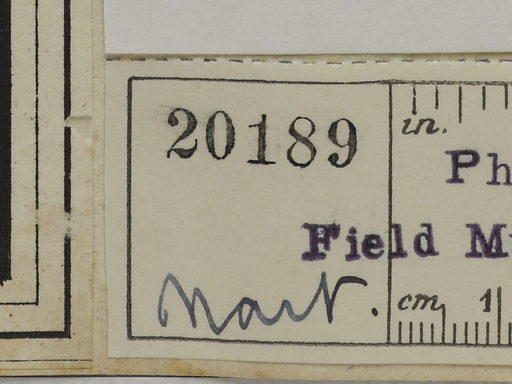 20189
in.
Ph
Field M
Mart.
cm 1